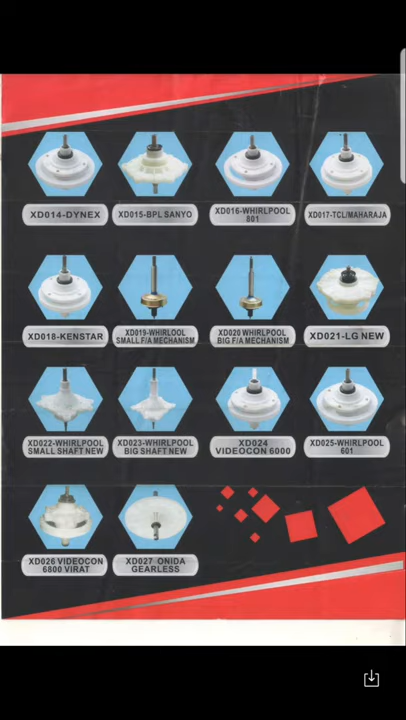 XD014-DYNEX
XD015-BPL SANYO
XD016-WHIRLPOOL
801
XD017-TCL/MAHARAJA
XD018-KENSTAR
XD019-WHIRLOOL
SMALL F/A MECHANISM
XD020 WHIRLPOOL
BIG F/A MECHANISM
XD021-LG NEW
XD022-WHIRLPOOL
SMALL SHAFT NEW
XD023-WHIRLPOOL
BIG SHAFT NEW
XD024
VIDEOCON 6000
XD025-WHIRLPOOL
601
XD026 VIDEOCON
6800 VIRAT
XD027 ONIDA
GEARLESS